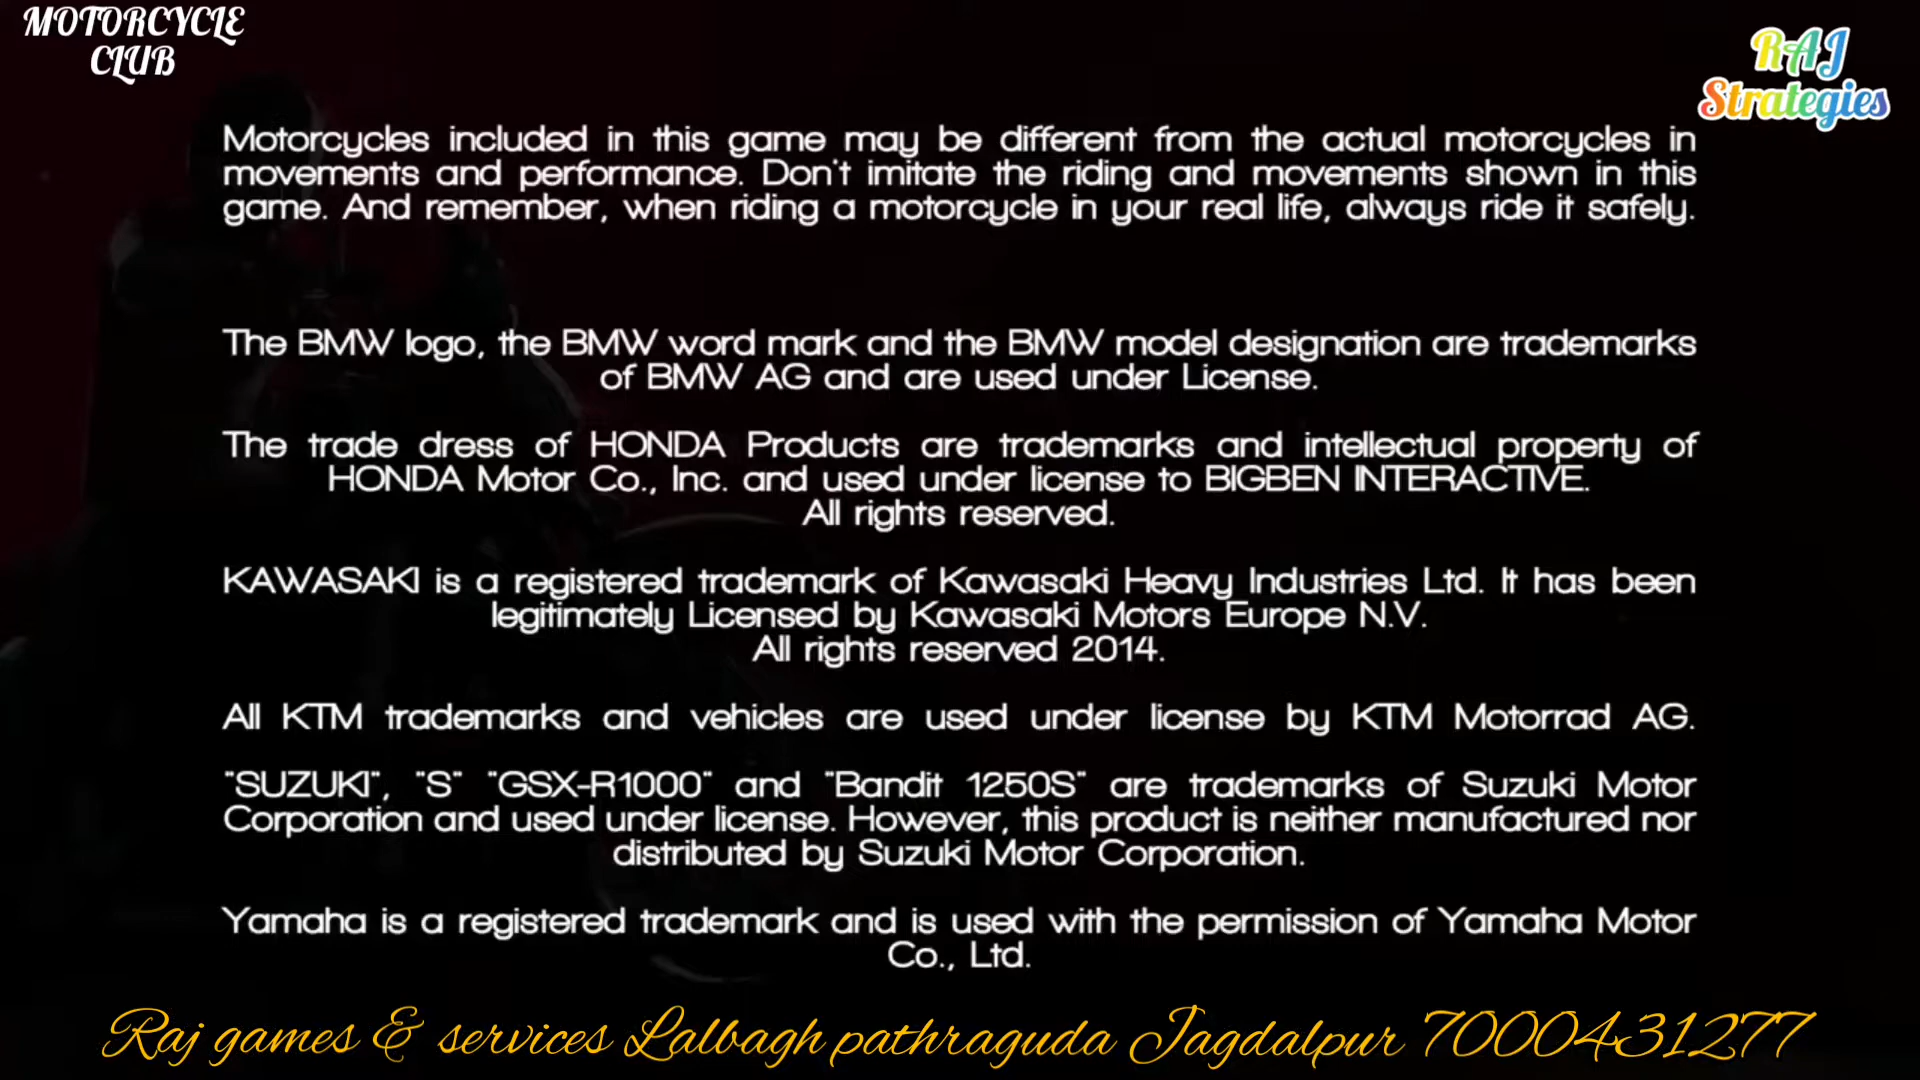 MOTORCYCLE
CLUB
RAJ
Strategies
Motorcycles included in this game may be different from the actual motorcycles in
movements and performance. Don't imitate the riding and movements shown in this
game. And remember, when riding a motorcycle in your real life, always ride it safely.
The BMW logo, the BMW word mark and the BMW model designation are trademarks
of BMW AG and are used under License.
The trade dress of HONDA Products are trademarks and intellectual property of
HONDA Motor Co., Inc. and used under license to BIGBEN INTERACTIVE.
All rights reserved.
KAWASAKI is a registered trademark of Kawasaki Heavy Industries Ltd. It has been
legitimately Licensed by Kawasaki Motors Europe N.V.
All rights reserved 2014.
All KTM trademarks and vehicles are used under license by KTM Motorrad AG.
"SUZUKI", "S" "GSX-R1000" and "Bandit 1250S" are trademarks of Suzuki Motor
Corporation and used under license. However, this product is neither manufactured nor
distributed by Suzuki Motor Corporation.
Yamaha is a registered trademark and is used with the permission of Yamaha Motor
Co., Ltd.
Raj games & services Lalbagh pathraguda Jagdalpur 7000431277